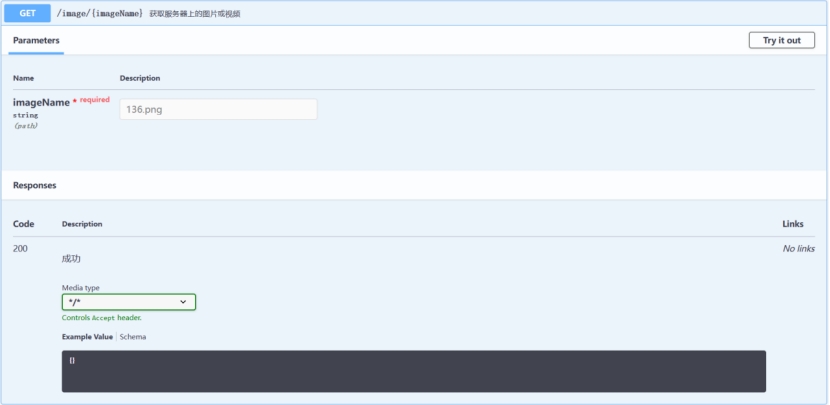 GET /image/{imageName} 获取服务器上的图片或视频
Parameters
Try it out
Name Description
imageName * required
string
(path)
136.png
Responses
Code Description Links
200 成功 No links
Media type
*/*
Controls Accept header.
Example Value Schema
{}